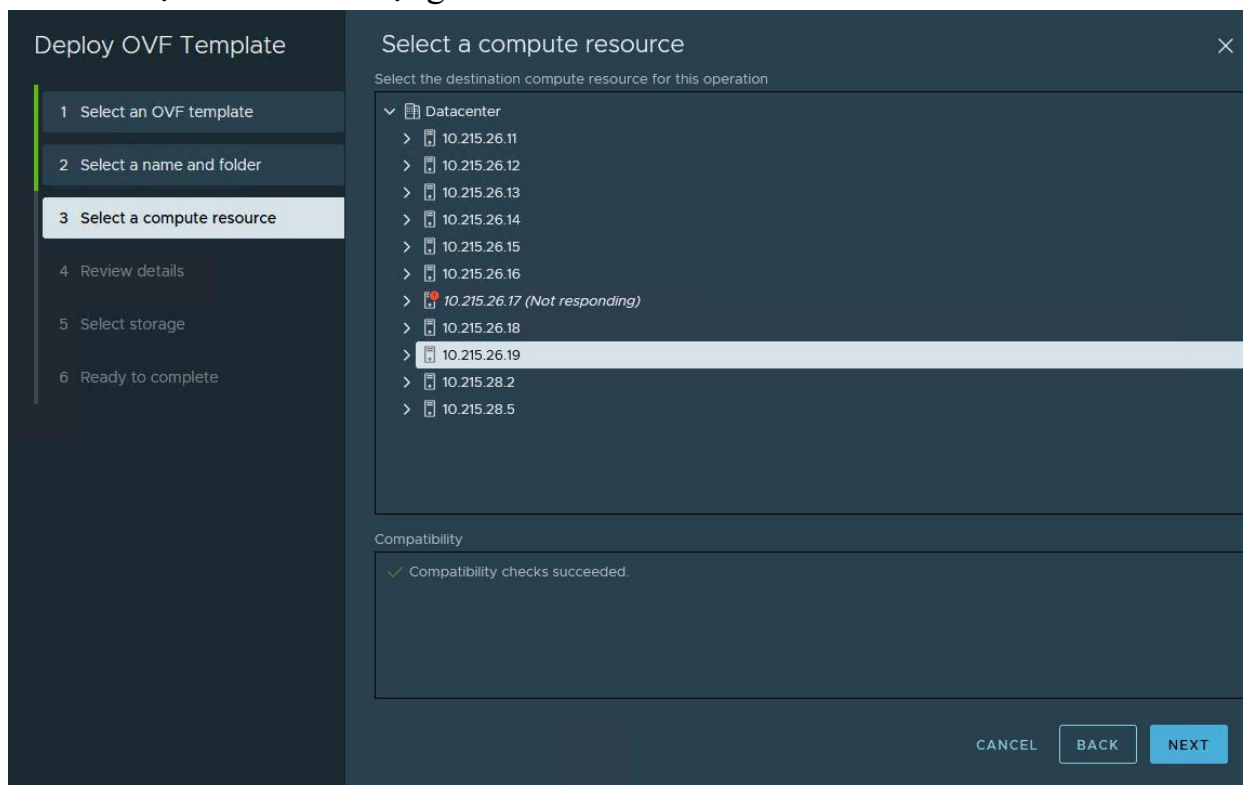 Deploy OVF Template
1 Select an OVF template
2 Select a name and folder
3 Select a compute resource
4 Review details
5 Select storage
6 Ready to complete
Select a compute resource
Select the destination compute resource for this operation
Datacenter
10.215.26.11
10.215.26.12
10.215.26.13
10.215.26.14
10.215.26.15
10.215.26.16
10.215.26.17 (Not responding)
10.215.26.18
10.215.26.19
10.215.28.2
10.215.28.5
Compatibility
Compatibility checks succeeded.
CANCEL BACK NEXT